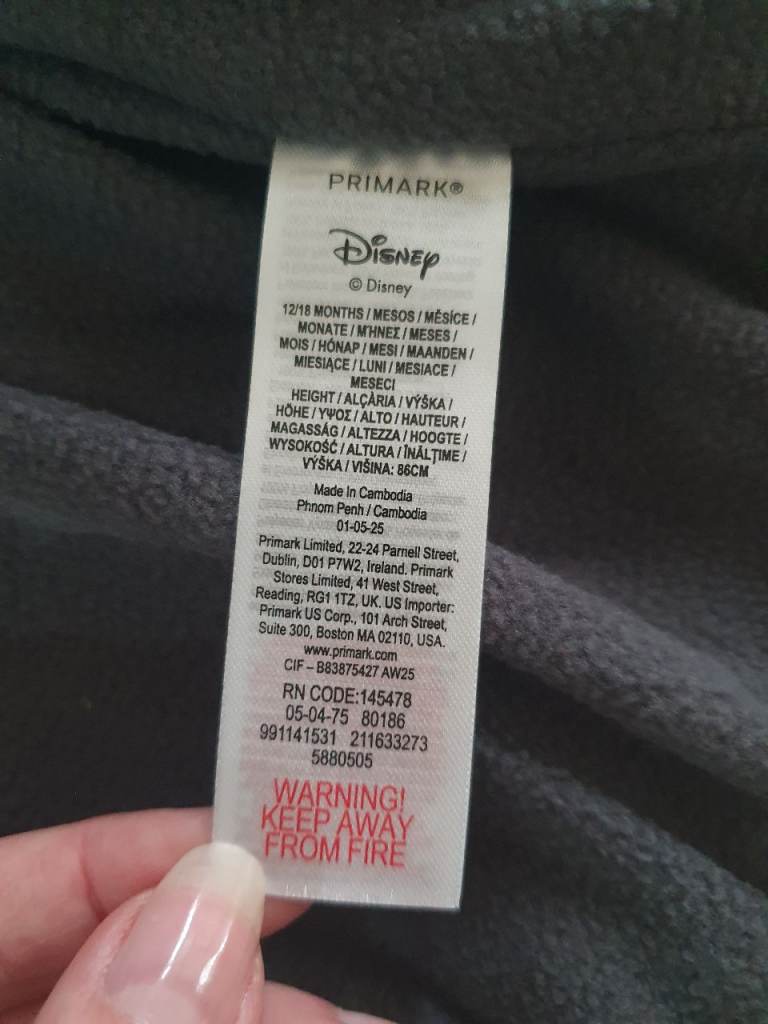 PRIMARK®
Disney
© Disney
12/18 MONTHS / MESOS / MĚSÍCE /
MONATE / ΜΉΝΕΣ / MESES /
MOIS / HÓNAP / MESI / MAANDEN /
MIESIĄCE / LUNI / MESIACE /
MESECI
HEIGHT / ALÇÀRIA / VÝŠKA /
HÖHE / ΥΨΟΣ / ALTO / HAUTEUR /
MAGASSÁG / ALTEZZA / HOOGTE /
WYSOKOŚĆ / ALTURA / ÎNĂLŢIME /
VÝŠKA / VIŠINA: 86CM
Made In Cambodia
Phnom Penh / Cambodia
01-05-25
Primark Limited, 22-24 Parnell Street,
Dublin, D01 P7W2, Ireland. Primark
Stores Limited, 41 West Street,
Reading, RG1 1TZ, UK. US Importer:
Primark US Corp., 101 Arch Street,
Suite 300, Boston MA 02110, USA.
www.primark.com
CIF – B83875427 AW25
RN CODE:145478
05-04-75 80186
991141531 211633273
5880505
WARNING!
KEEP AWAY
FROM FIRE